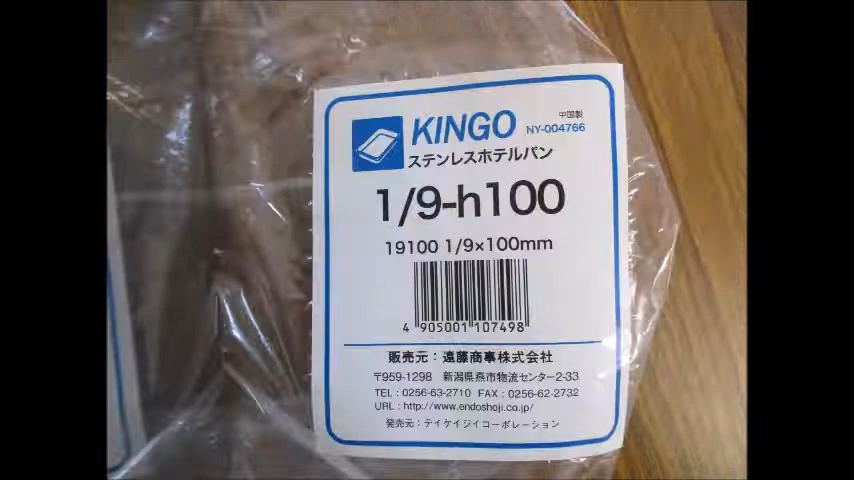 KINGO
中国製
NY-004766
ステンレスホテルパン
1/9-h100
19100 1/9×100mm
4 905001 107498
販売元：遠藤商事株式会社
〒959-1298 新潟県燕市物流センター2-33
TEL：0256-63-2710 FAX：0256-62-2732
URL：http://www.endoshoji.co.jp/
発売元：テイケイジイコーポレーション